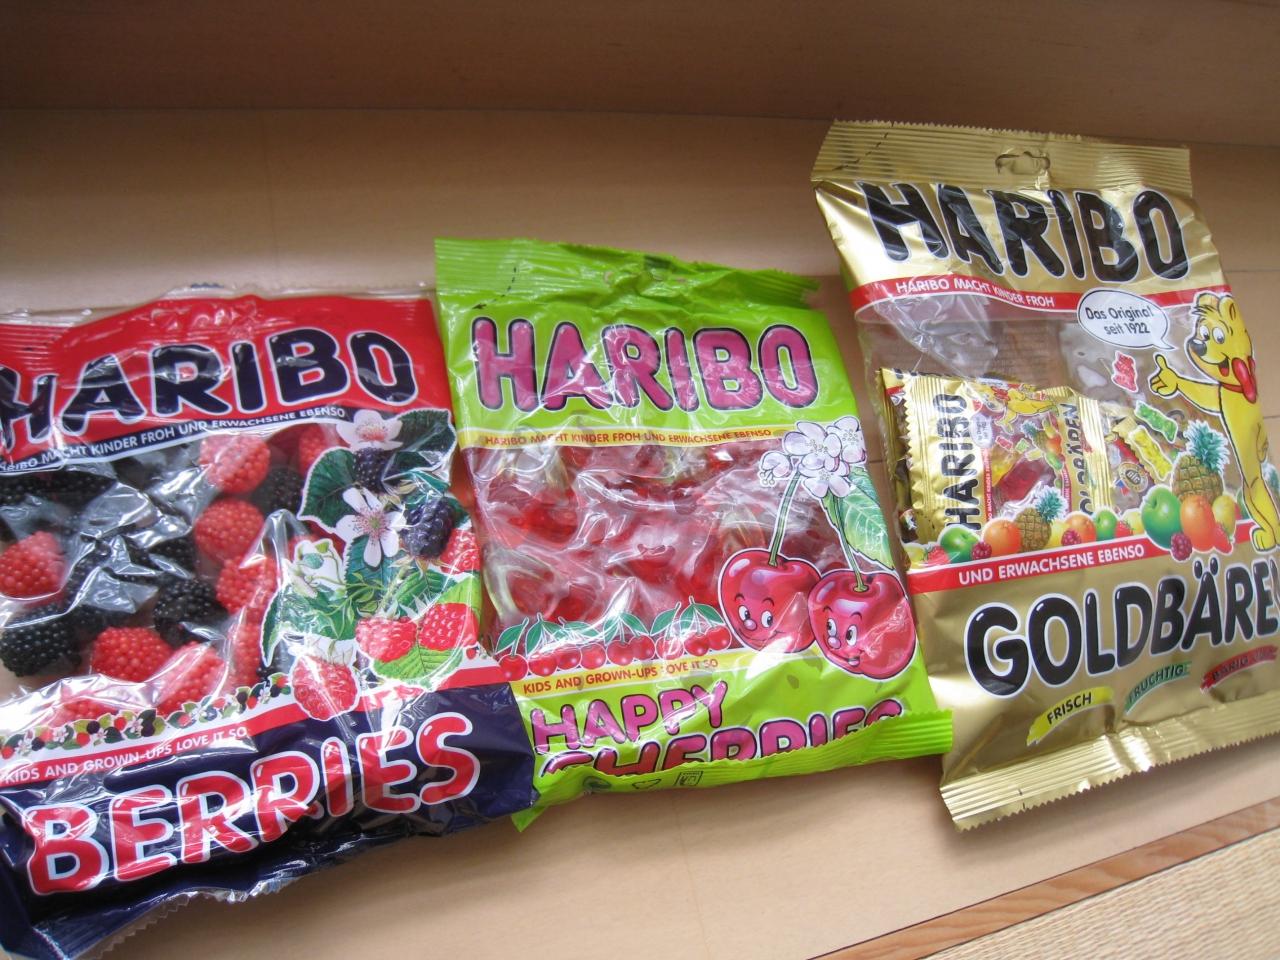 HARIBO
HARIBO MACHT KINDER FROH UND ERWACHSENE EBENSO
KIDS AND GROWN-UPS LOVE IT SO
BERRIES
HARIBO
HARIBO MACHT KINDER FROH UND ERWACHSENE EBENSO
KIDS AND GROWN-UPS LOVE IT SO
HAPPY
CHERRIES
HARIBO
HARIBO MACHT KINDER FROH
Das Original
seit 1922
HARIBO
UND ERWACHSENE EBENSO
GOLDBÄREN
FRISCH
FRUCHTIG